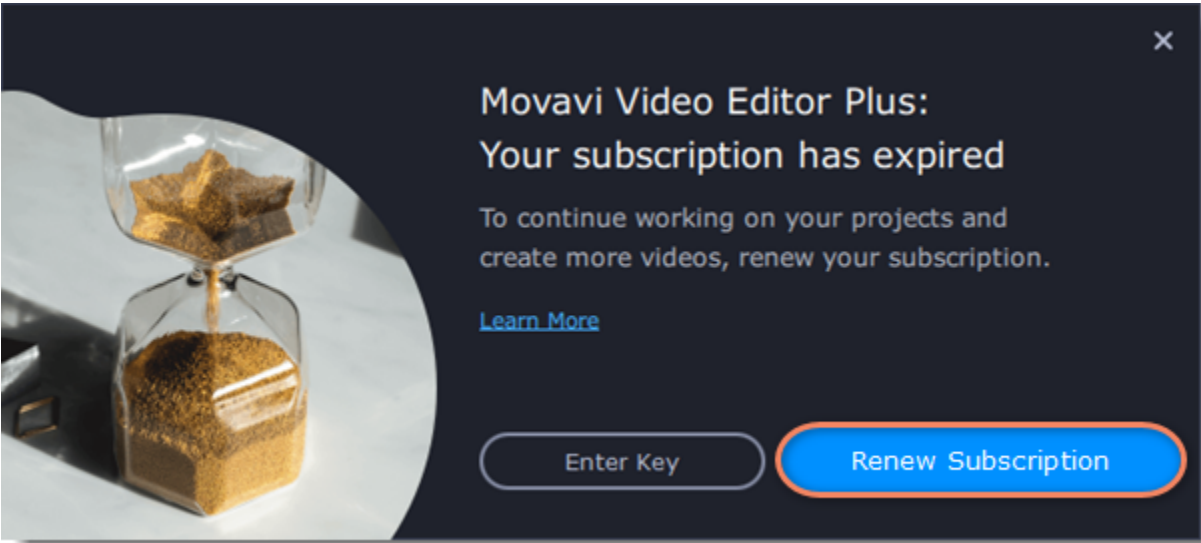 Movavi Video Editor Plus:
Your subscription has expired
To continue working on your projects and
create more videos, renew your subscription.
Learn More
Enter Key
Renew Subscription